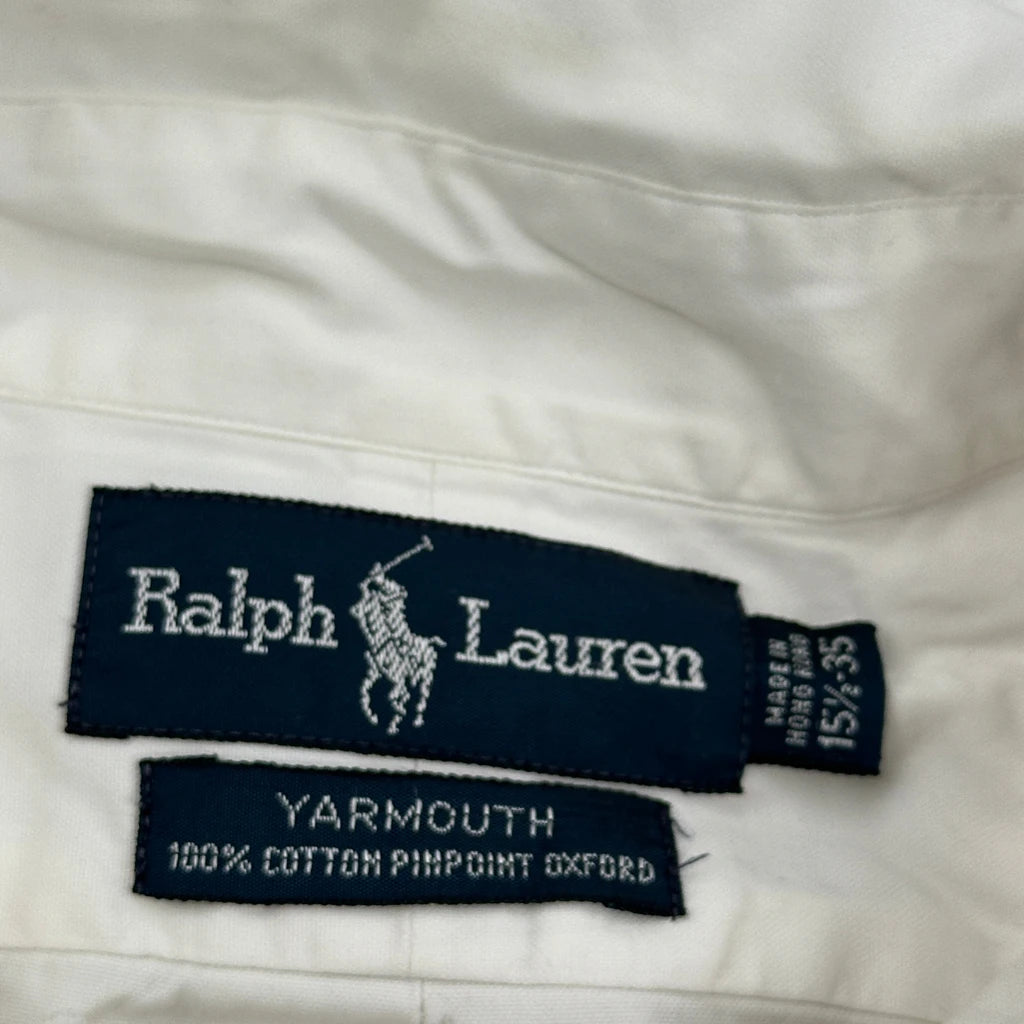 Ralph Lauren
MADE IN
HONG KONG
15½-35
YARMOUTH
100% COTTON PINPOINT OXFORD